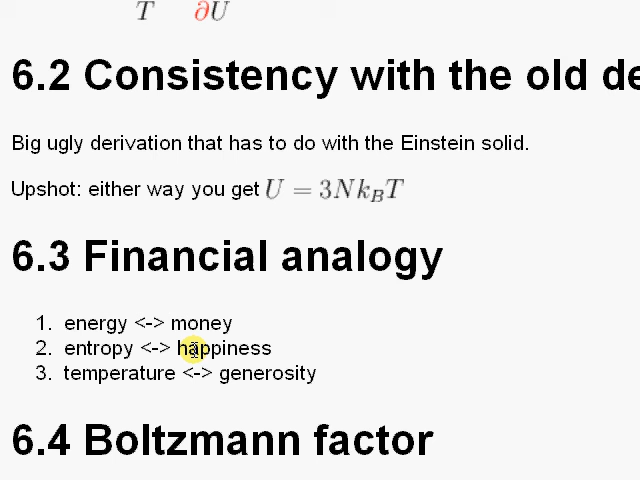 T ∂U
6.2 Consistency with the old de
Big ugly derivation that has to do with the Einstein solid.
Upshot: either way you get U = 3Nk_BT
6.3 Financial analogy
1. energy <-> money
2. entropy <-> happiness
3. temperature <-> generosity
6.4 Boltzmann factor